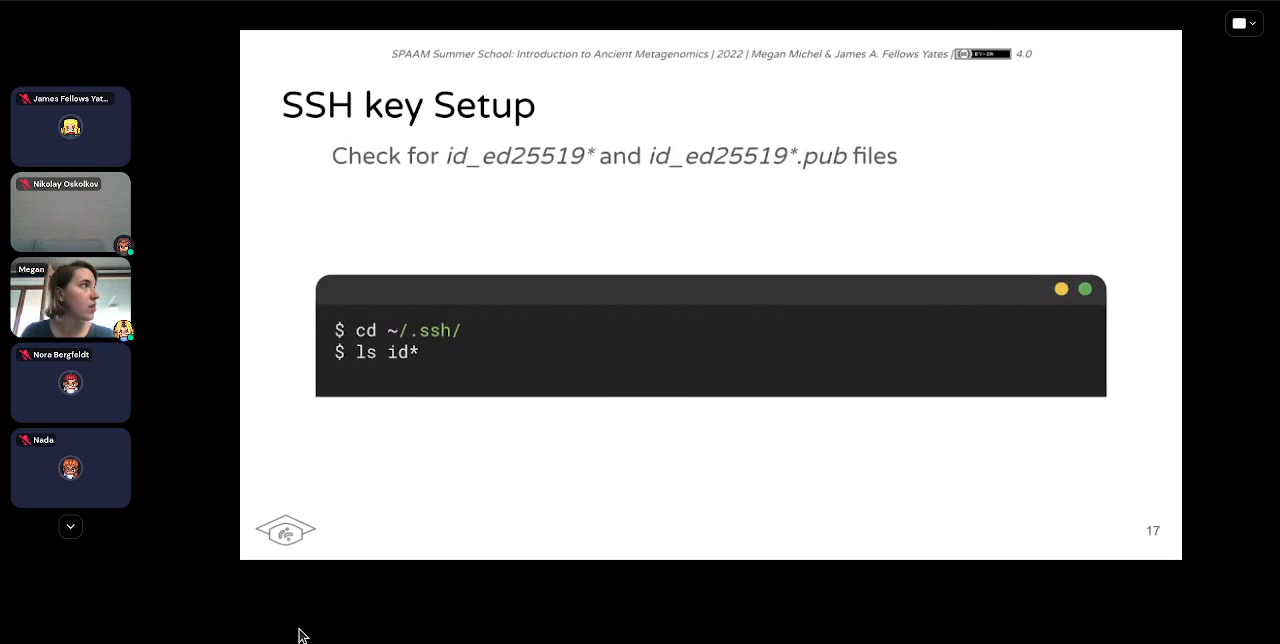 SPAAM Summer School: Introduction to Ancient Metagenomics | 2022 | Megan Michel & James A. Fellows Yates | BY-SA 4.0
James Fellows Yat...
SSH key Setup
Check for id_ed25519* and id_ed25519*.pub files
Nikolay Oskolkov
Megan
$ cd ~/.ssh/
$ ls id*
Nora Bergfeldt
Nada
17